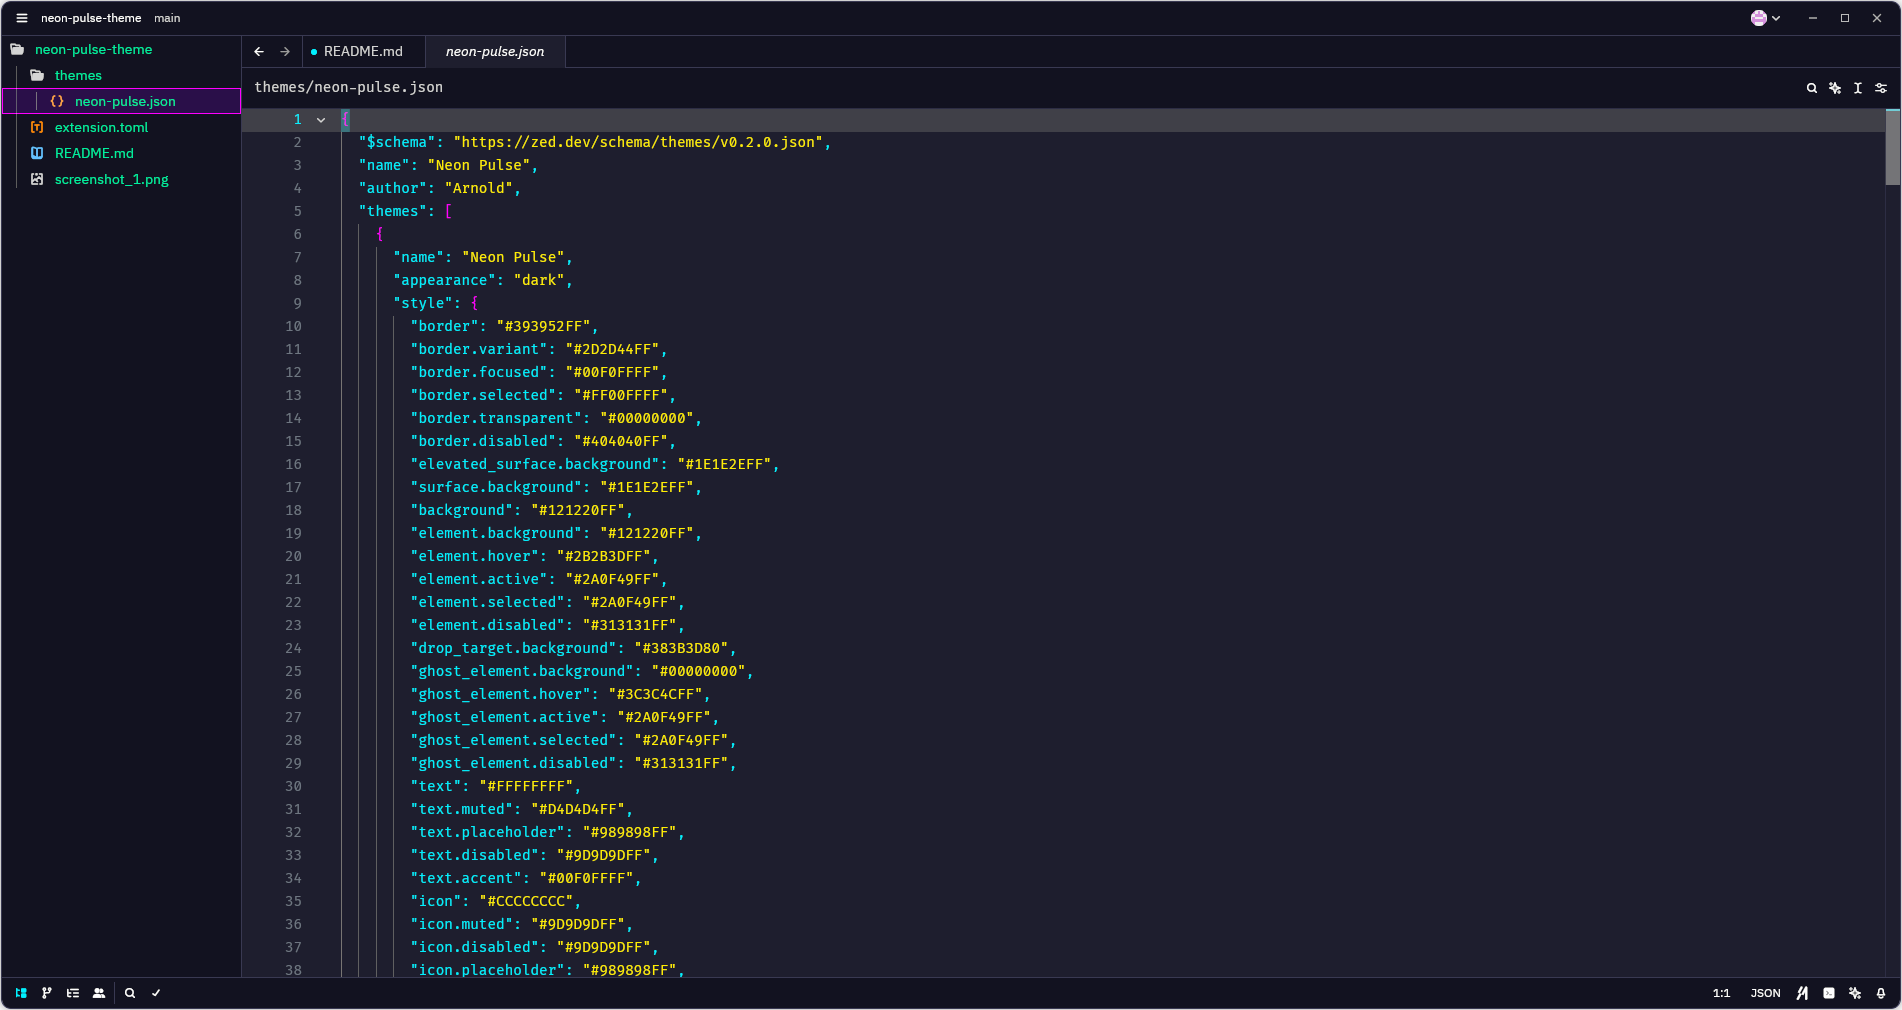 neon-pulse-theme main
neon-pulse-theme
themes
neon-pulse.json
extension.toml
README.md
screenshot_1.png
README.md
neon-pulse.json
themes/neon-pulse.json
1 {
2 "$schema": "https://zed.dev/schema/themes/v0.2.0.json",
3 "name": "Neon Pulse",
4 "author": "Arnold",
5 "themes": [
6 {
7 "name": "Neon Pulse",
8 "appearance": "dark",
9 "style": {
10 "border": "#393952FF",
11 "border.variant": "#2D2D44FF",
12 "border.focused": "#00F0FFFF",
13 "border.selected": "#FF00FFFF",
14 "border.transparent": "#00000000",
15 "border.disabled": "#404040FF",
16 "elevated_surface.background": "#1E1E2EFF",
17 "surface.background": "#1E1E2EFF",
18 "background": "#121220FF",
19 "element.background": "#121220FF",
20 "element.hover": "#2B2B3DFF",
21 "element.active": "#2A0F49FF",
22 "element.selected": "#2A0F49FF",
23 "element.disabled": "#313131FF",
24 "drop_target.background": "#383B3D80",
25 "ghost_element.background": "#00000000",
26 "ghost_element.hover": "#3C3C4CFF",
27 "ghost_element.active": "#2A0F49FF",
28 "ghost_element.selected": "#2A0F49FF",
29 "ghost_element.disabled": "#313131FF",
30 "text": "#FFFFFFFF",
31 "text.muted": "#D4D4D4FF",
32 "text.placeholder": "#989898FF",
33 "text.disabled": "#9D9D9DFF",
34 "text.accent": "#00F0FFFF",
35 "icon": "#CCCCCCCC",
36 "icon.muted": "#9D9D9DFF",
37 "icon.disabled": "#9D9D9DFF",
38 "icon.placeholder": "#989898FF",
1:1 JSON